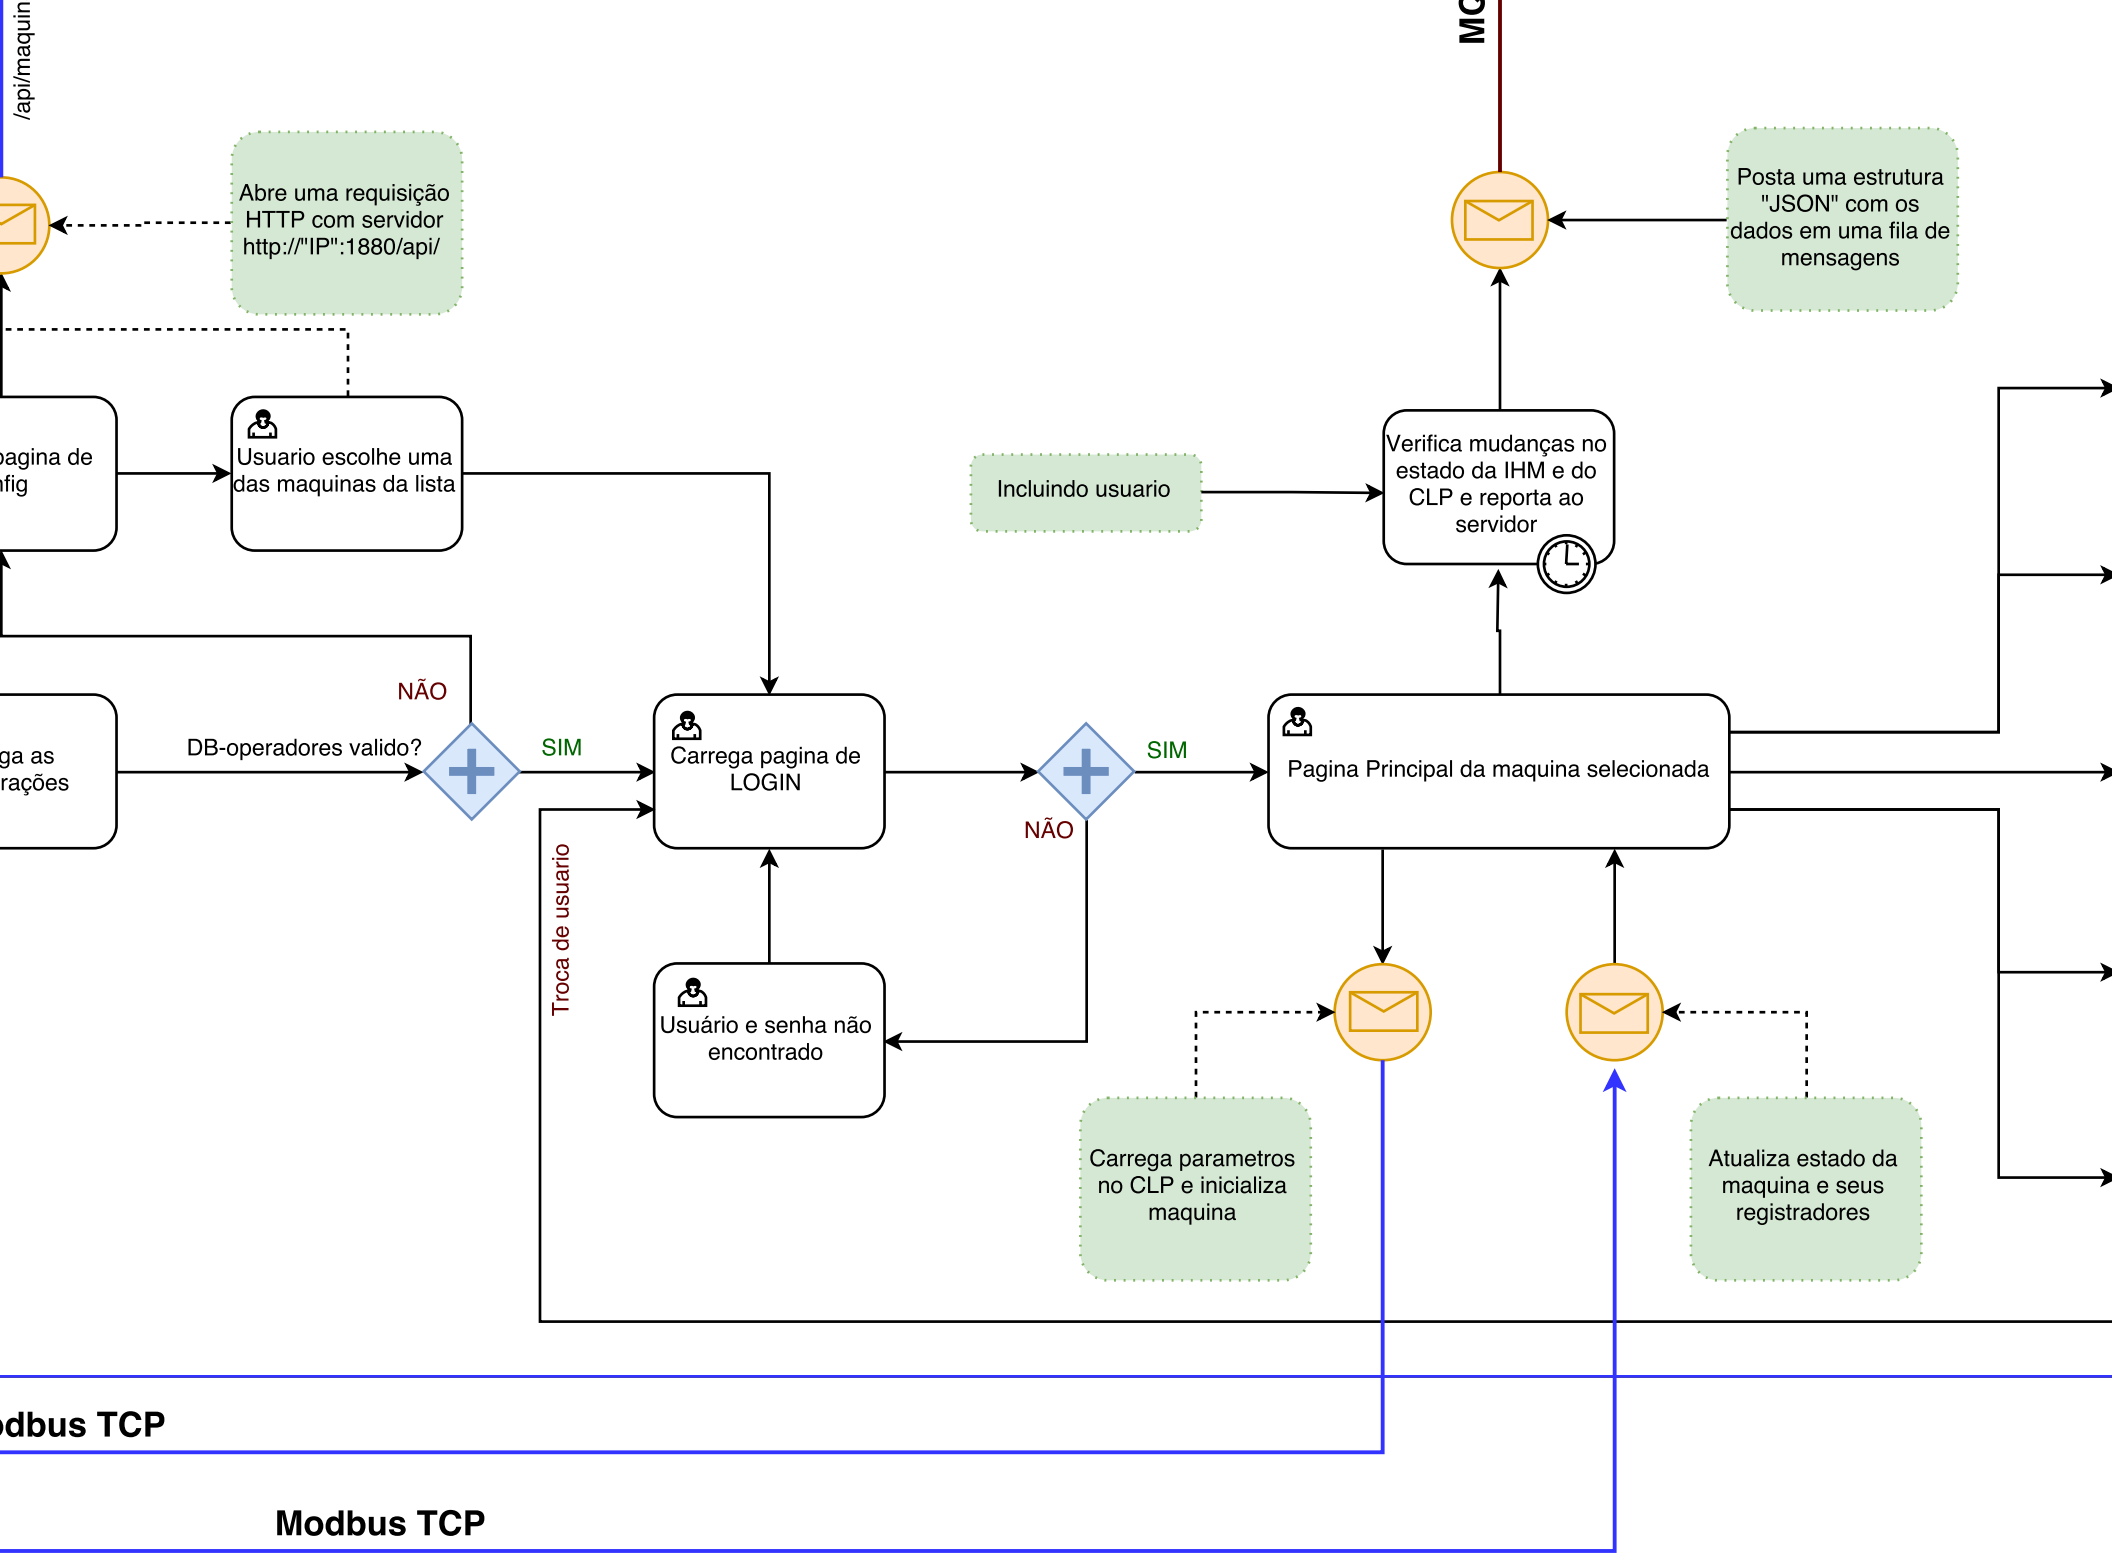 /api/maquin
MQ
Abre uma requisição
HTTP com servidor
http://"IP":1880/api/
Posta uma estrutura
"JSON" com os
dados em uma fila de
mensagens
pagina de
Usuario escolhe uma
das maquinas da lista
Incluindo usuario
Verifica mudanças no
estado da IHM e do
CLP e reporta ao
servidor
NÃO
ga as
rações
DB-operadores valido?
SIM
Carrega pagina de
LOGIN
SIM
NÃO
Pagina Principal da maquina selecionada
Troca de usuario
Usuário e senha não
encontrado
Carrega parametros
no CLP e inicializa
maquina
Atualiza estado da
maquina e seus
registradores
odbus TCP
Modbus TCP